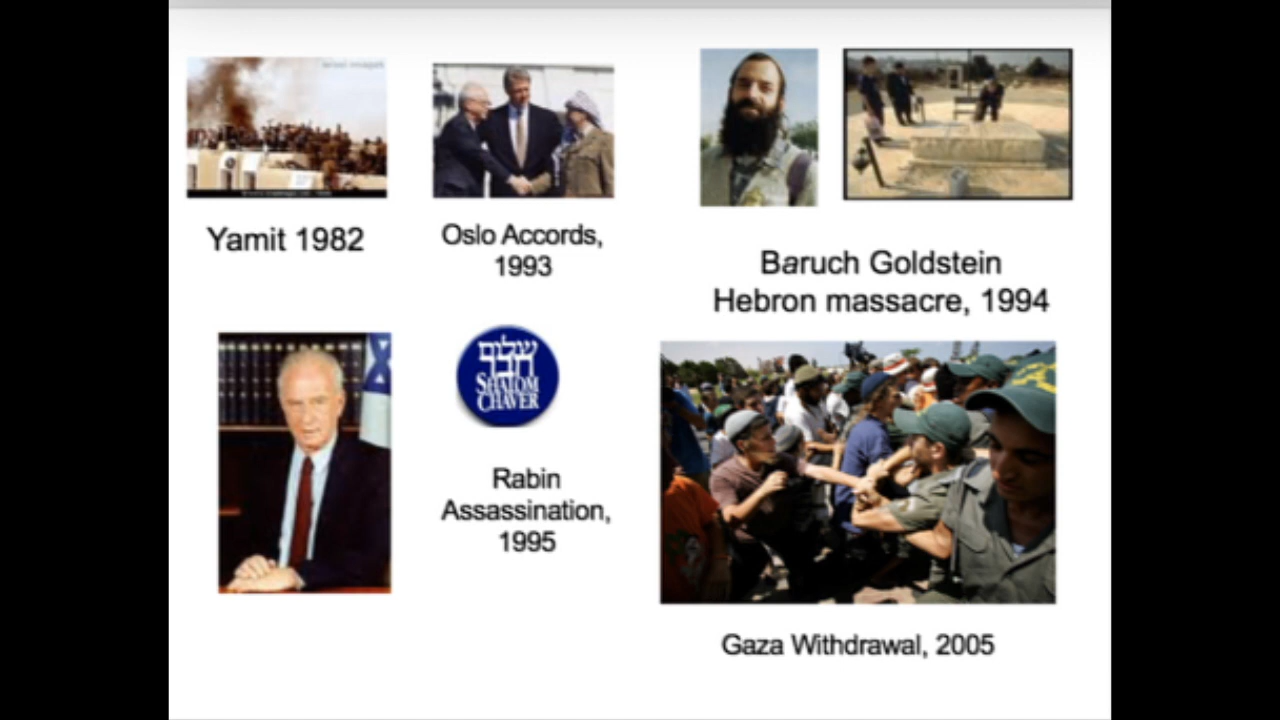 Yamit 1982
Oslo Accords,
1993
Baruch Goldstein
Hebron massacre, 1994
שלום
חבר
SHALOM
CHAVER
Rabin
Assassination,
1995
Gaza Withdrawal, 2005